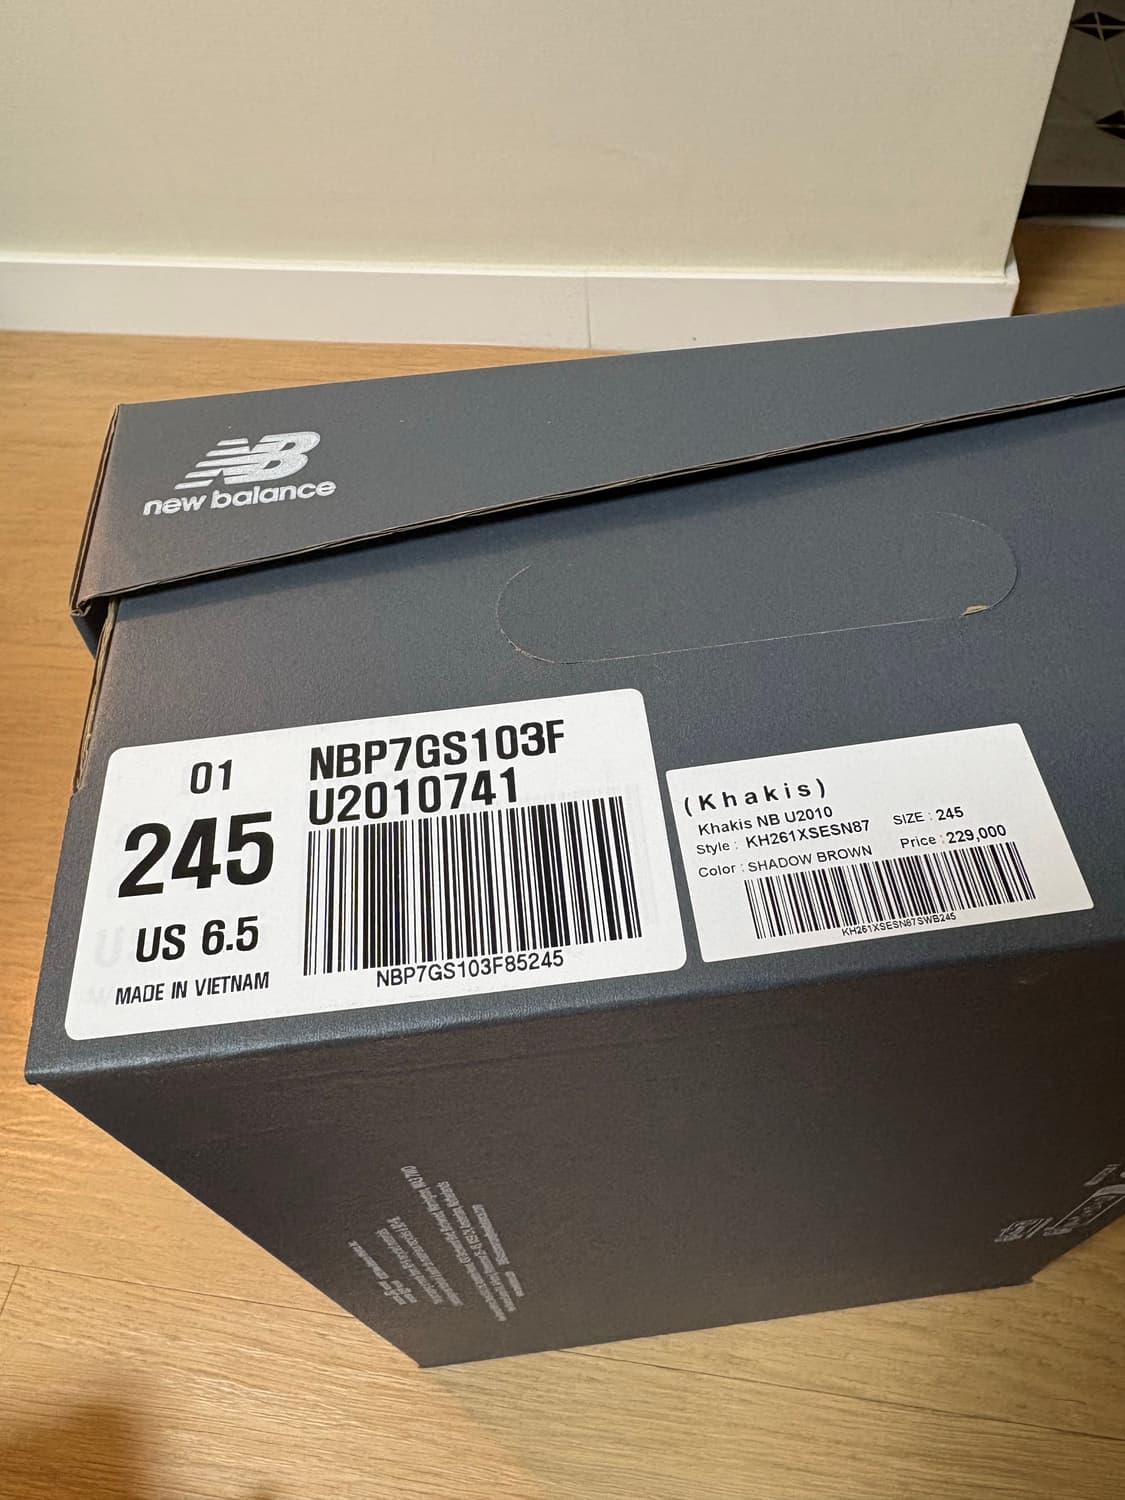 NB
new balance
01
245
US 6.5
MADE IN VIETNAM
NBP7GS103F
U2010741
NBP7GS103F85245
(Khakis)
Khakis NB U2010
Style : KH261XSESN87
SIZE : 245
Color : SHADOW BROWN
Price : 229,000
KH261XSESN87SWB245